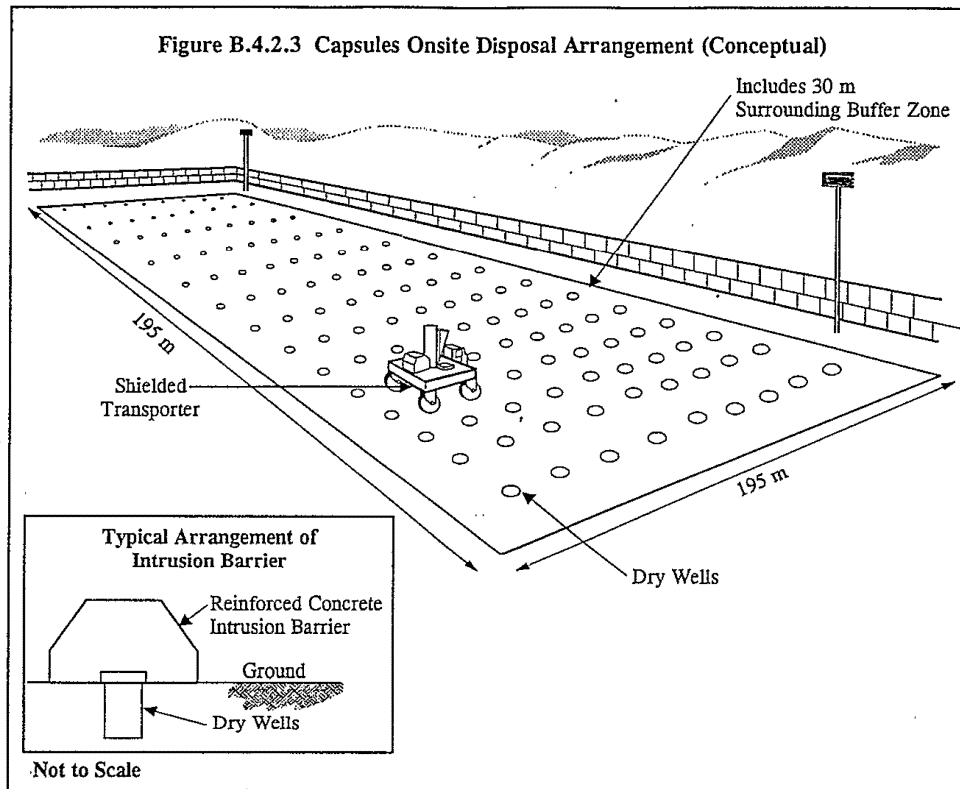 Figure B.4.2.3 Capsules Onsite Disposal Arrangement (Conceptual)
Includes 30 m
Surrounding Buffer Zone
195 m
Shielded
Transporter
195 m
Dry Wells
Typical Arrangement of
Intrusion Barrier
Reinforced Concrete
Intrusion Barrier
Ground
Dry Wells
Not to Scale